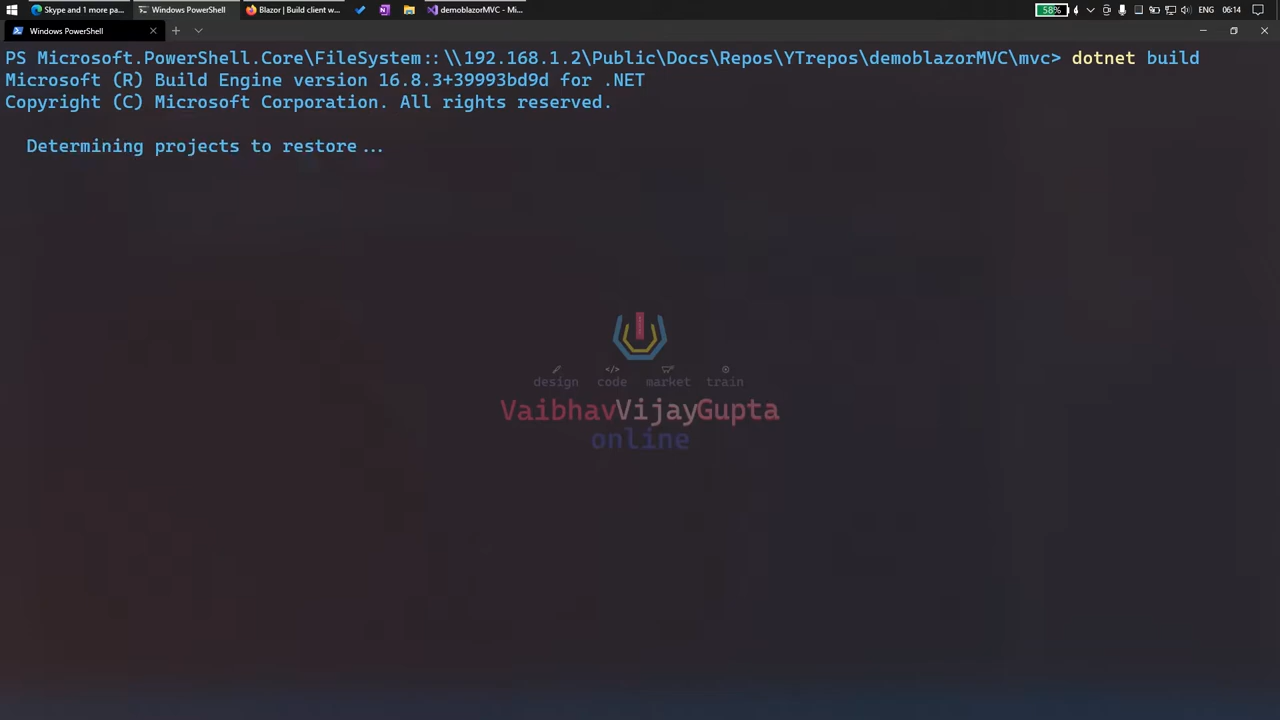 Skype and 1 more pa...
Windows PowerShell
Blazor | Build client w...
demoblazorMVC - Mi...
58%
ENG
06:14
Windows PowerShell
PS Microsoft.PowerShell.Core\FileSystem::\\192.168.1.2\Public\Docs\Repos\YTrepos\demoblazorMVC\mvc> dotnet build
Microsoft (R) Build Engine version 16.8.3+39993bd9d for .NET
Copyright (C) Microsoft Corporation. All rights reserved.
Determining projects to restore...
design code market train
VaibhavVijayGupta
online